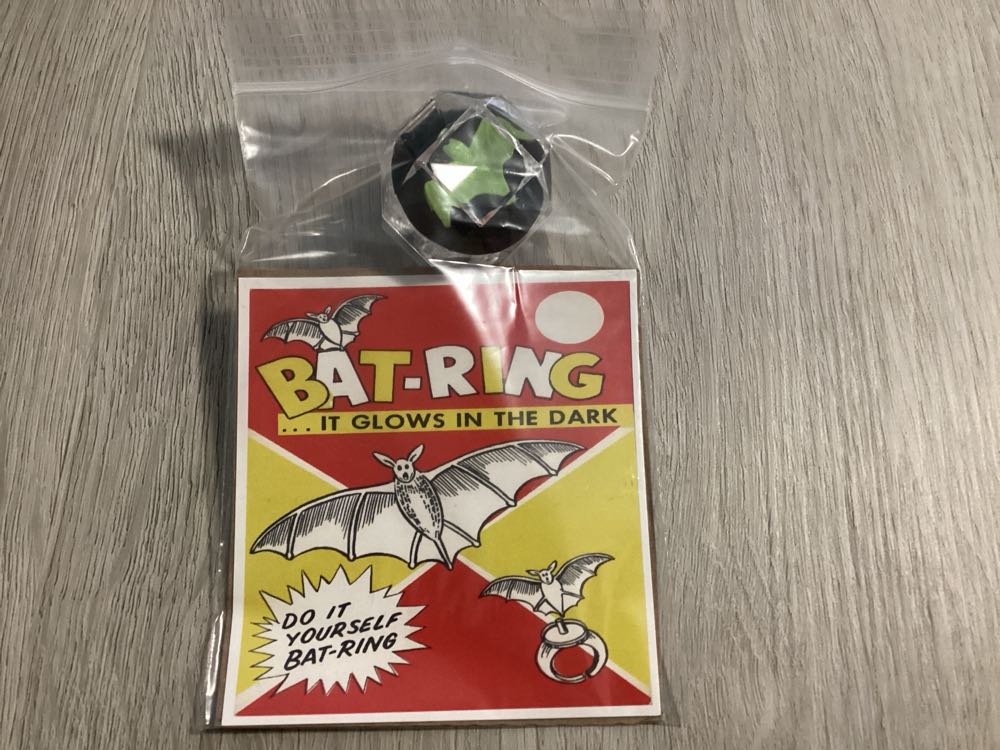 BAT-RING
...IT GLOWS IN THE DARK
DO IT
YOURSELF
BAT-RING